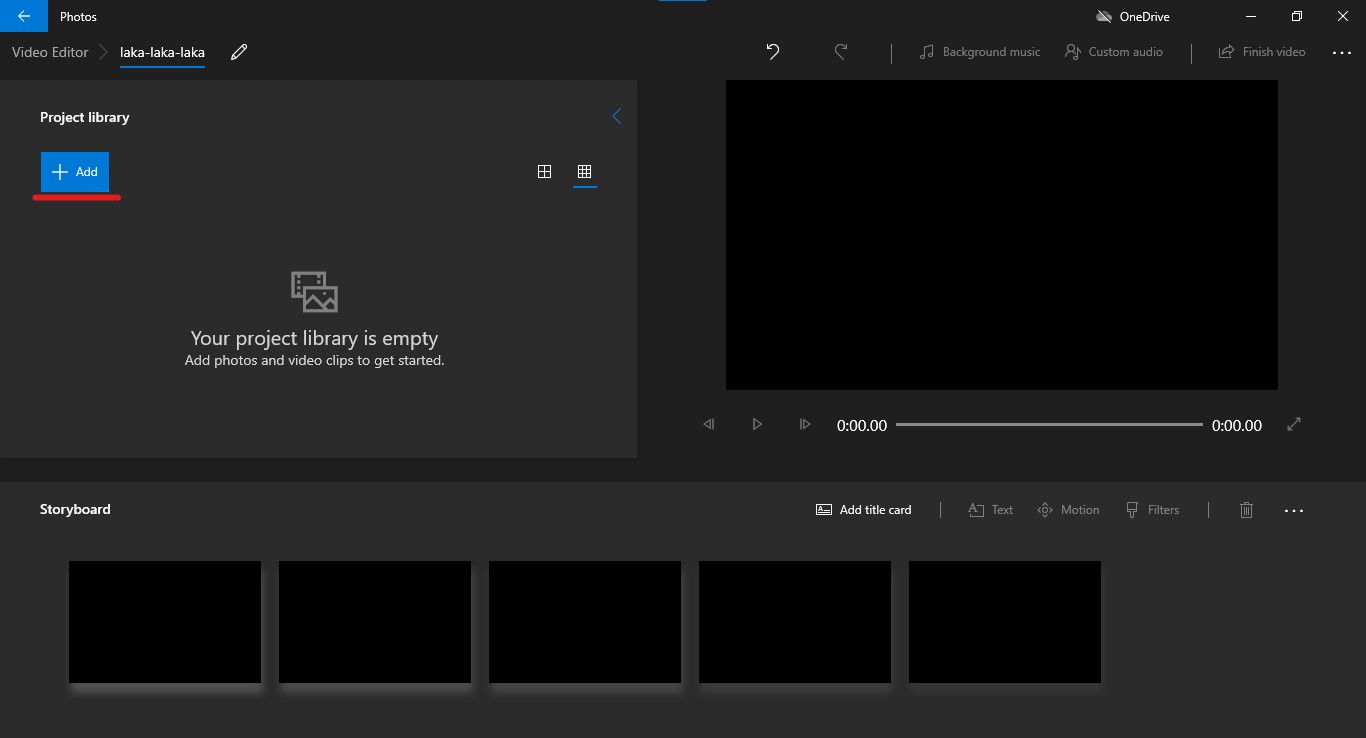 Photos
OneDrive
Video Editor
laka-laka-laka
Background music
Custom audio
Finish video
Project library
Add
Your project library is empty
Add photos and video clips to get started.
0:00.00
0:00.00
Storyboard
Add title card
Text
Motion
Filters